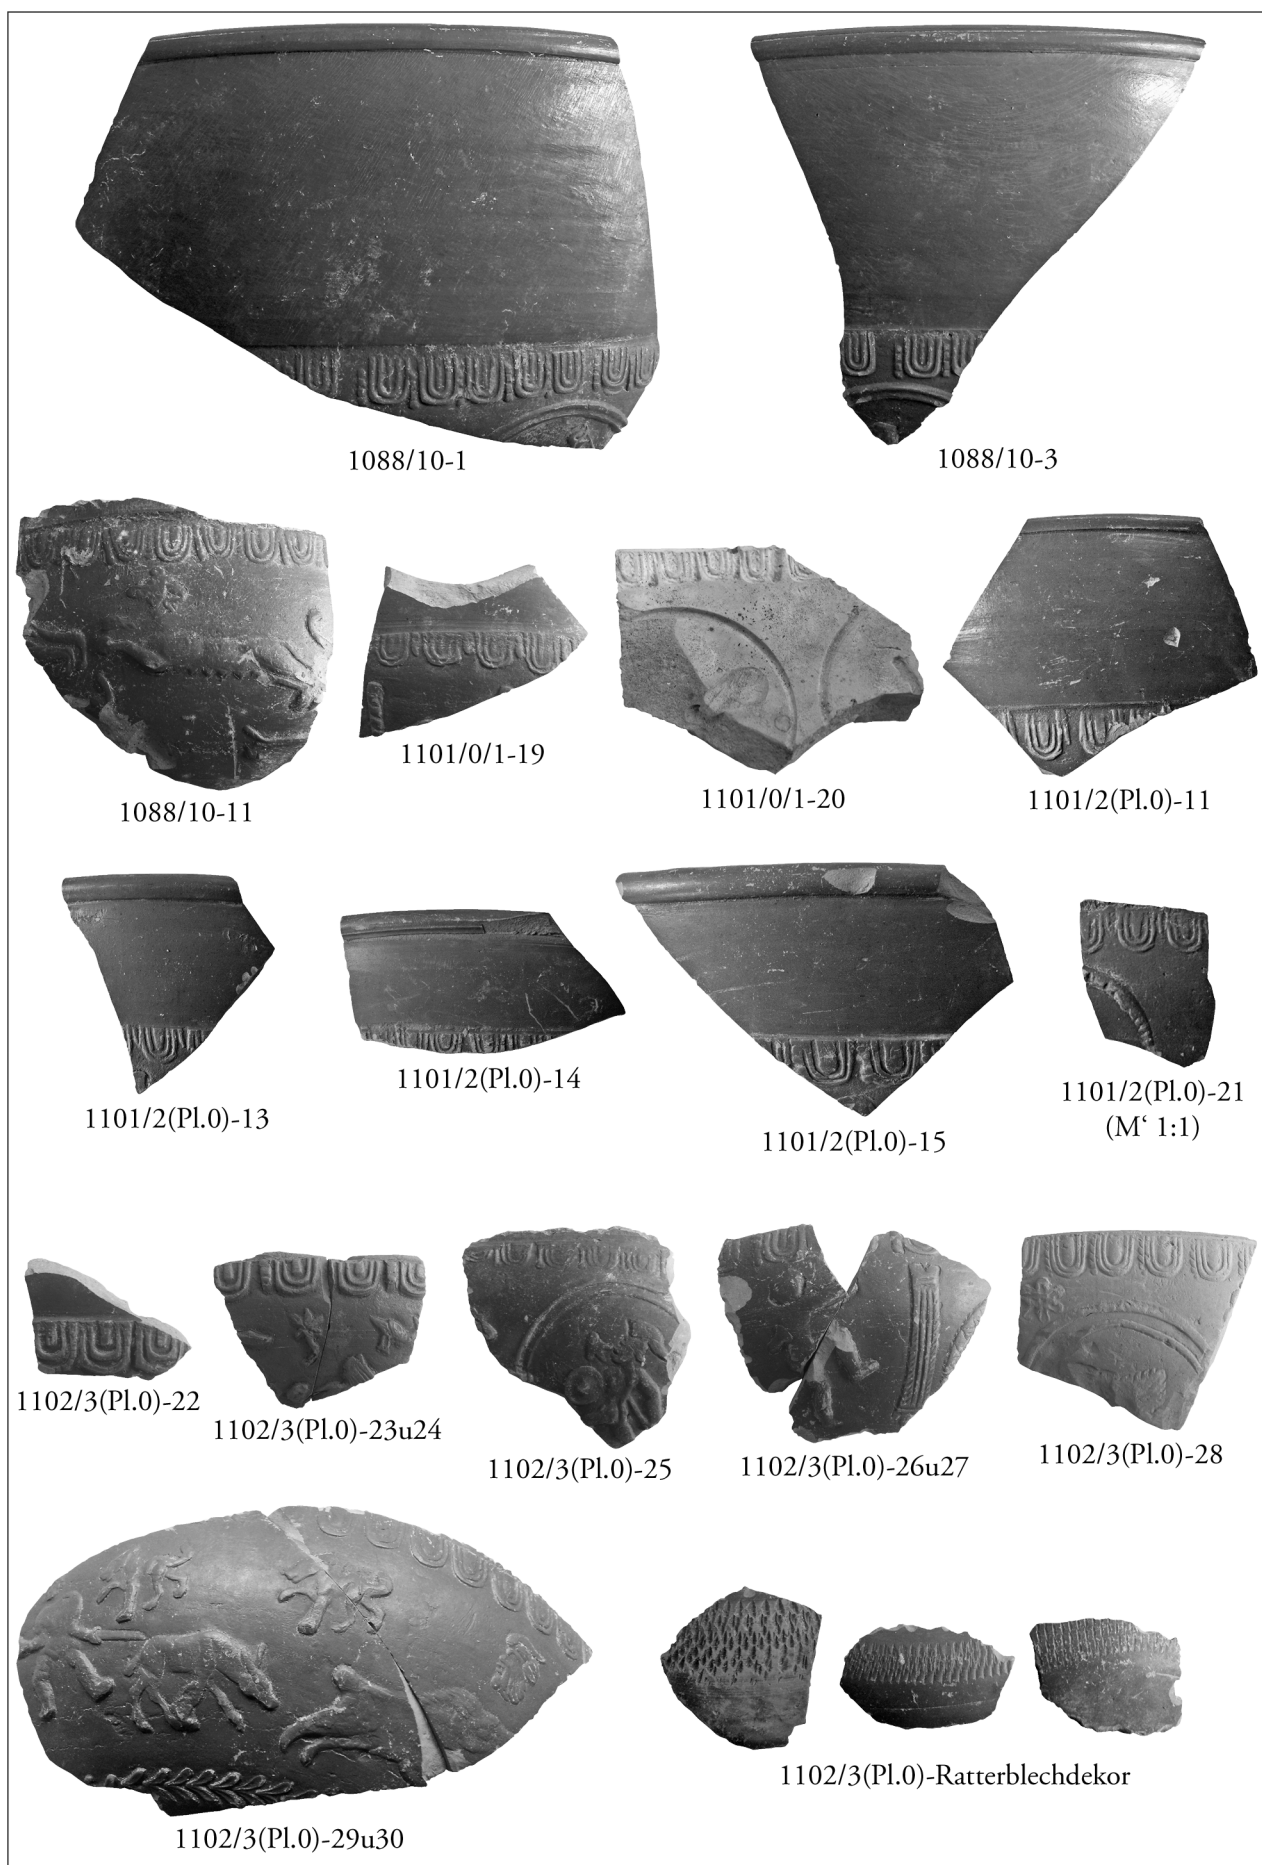 1088/10-1
1088/10-3
1088/10-11
1101/0/1-19
1101/0/1-20
1101/2(Pl.0)-11
1101/2(Pl.0)-13
1101/2(Pl.0)-14
1101/2(Pl.0)-15
1101/2(Pl.0)-21
(M‘ 1:1)
1102/3(Pl.0)-22
1102/3(Pl.0)-23u24
1102/3(Pl.0)-25
1102/3(Pl.0)-26u27
1102/3(Pl.0)-28
1102/3(Pl.0)-29u30
1102/3(Pl.0)-Ratterblechdekor